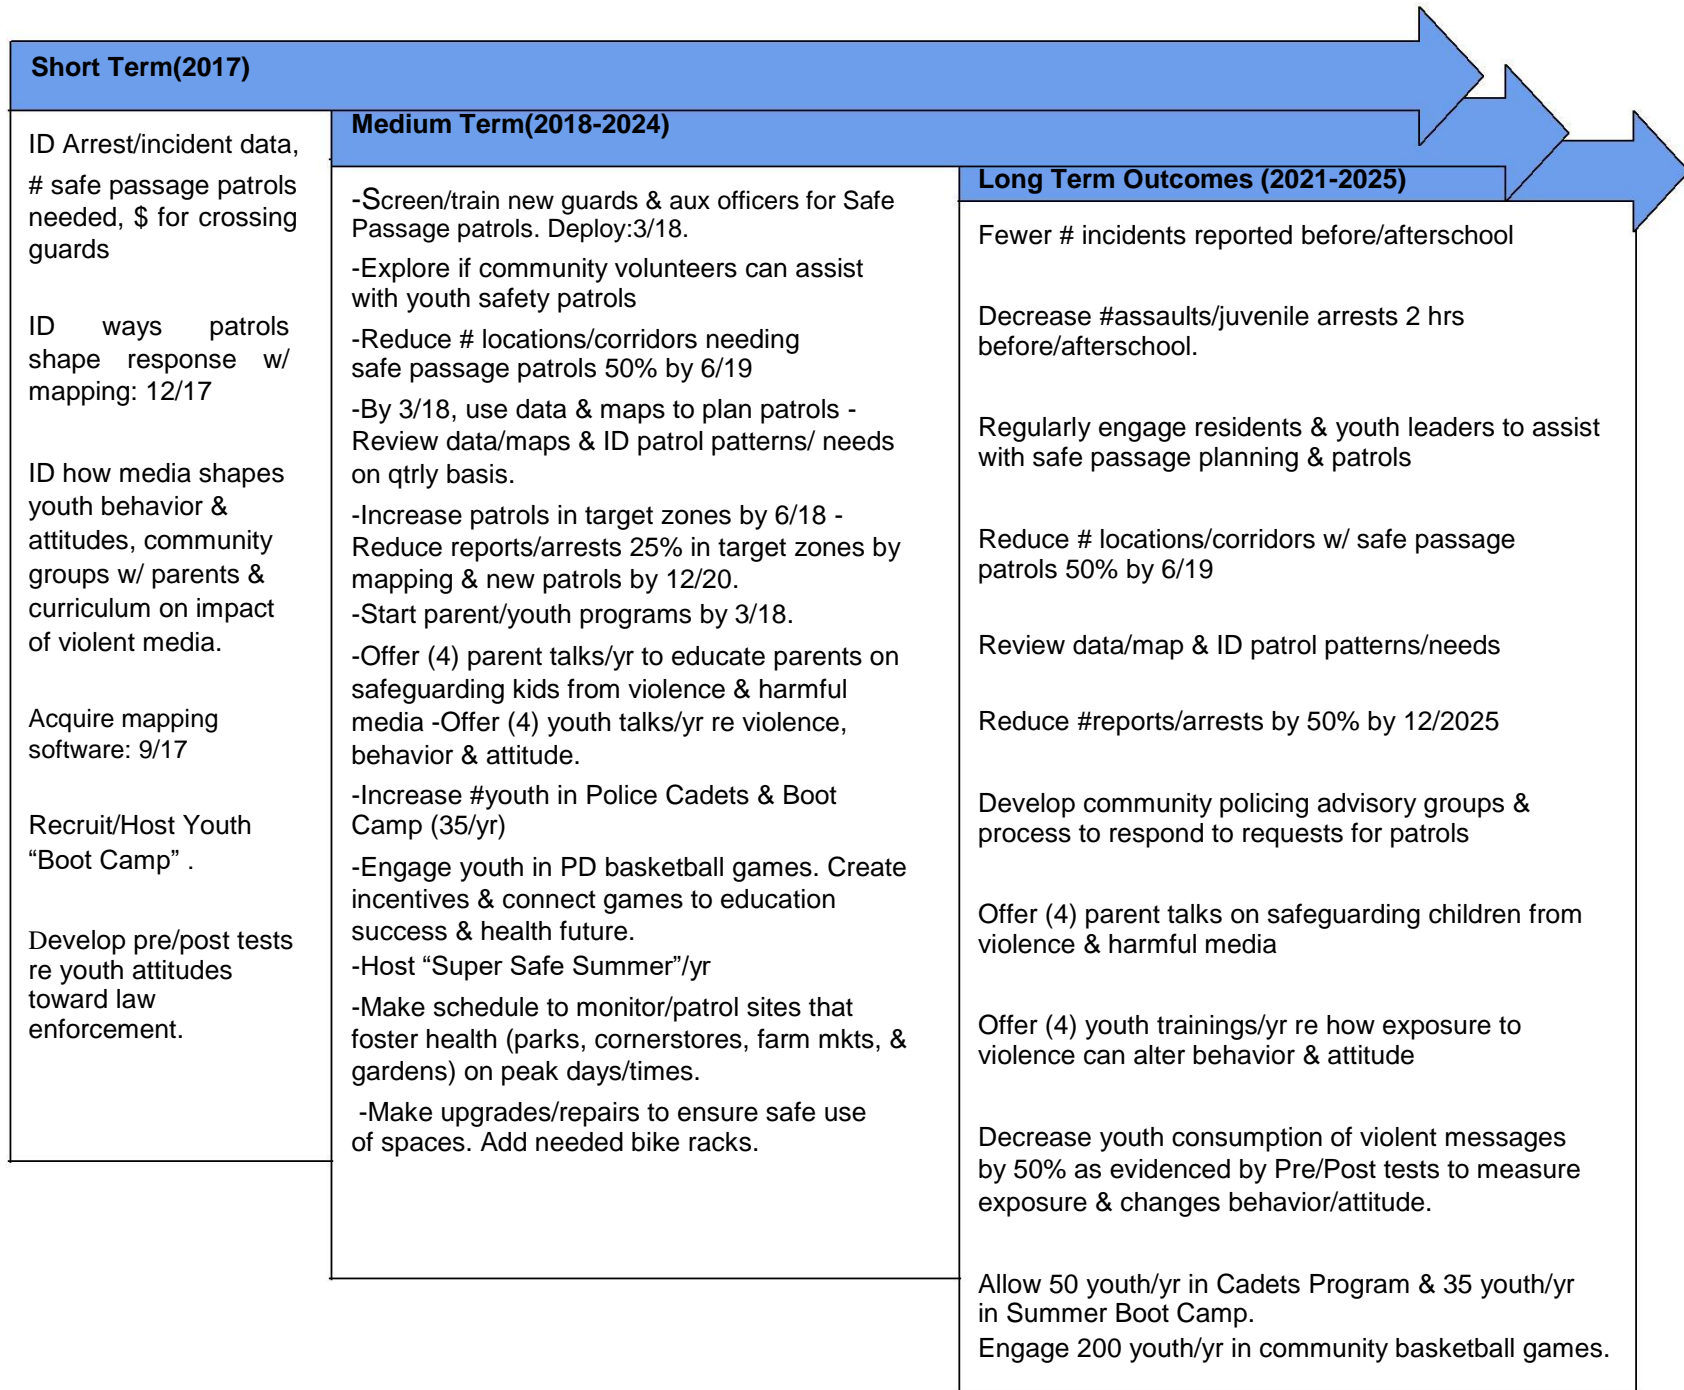 Short Term(2017)
ID Arrest/incident data,
# safe passage patrols
needed, $ for crossing
guards
ID ways patrols
shape response w/
mapping: 12/17
ID how media shapes
youth behavior &
attitudes, community
groups w/ parents &
curriculum on impact
of violent media.
Acquire mapping
software: 9/17
Recruit/Host Youth
“Boot Camp” .
Develop pre/post tests
re youth attitudes
toward law
enforcement.
Medium Term(2018-2024)
-Screen/train new guards & aux officers for Safe
Passage patrols. Deploy:3/18.
-Explore if community volunteers can assist
with youth safety patrols
-Reduce # locations/corridors needing
safe passage patrols 50% by 6/19
-By 3/18, use data & maps to plan patrols -
Review data/maps & ID patrol patterns/ needs
on qtrly basis.
-Increase patrols in target zones by 6/18 -
Reduce reports/arrests 25% in target zones by
mapping & new patrols by 12/20.
-Start parent/youth programs by 3/18.
-Offer (4) parent talks/yr to educate parents on
safeguarding kids from violence & harmful
media -Offer (4) youth talks/yr re violence,
behavior & attitude.
-Increase #youth in Police Cadets & Boot
Camp (35/yr)
-Engage youth in PD basketball games. Create
incentives & connect games to education
success & health future.
-Host “Super Safe Summer”/yr
-Make schedule to monitor/patrol sites that
foster health (parks, cornerstores, farm mkts, &
gardens) on peak days/times.
-Make upgrades/repairs to ensure safe use
of spaces. Add needed bike racks.
Long Term Outcomes (2021-2025)
Fewer # incidents reported before/afterschool
Decrease #assaults/juvenile arrests 2 hrs
before/afterschool.
Regularly engage residents & youth leaders to assist
with safe passage planning & patrols
Reduce # locations/corridors w/ safe passage
patrols 50% by 6/19
Review data/map & ID patrol patterns/needs
Reduce #reports/arrests by 50% by 12/2025
Develop community policing advisory groups &
process to respond to requests for patrols
Offer (4) parent talks on safeguarding children from
violence & harmful media
Offer (4) youth trainings/yr re how exposure to
violence can alter behavior & attitude
Decrease youth consumption of violent messages
by 50% as evidenced by Pre/Post tests to measure
exposure & changes behavior/attitude.
Allow 50 youth/yr in Cadets Program & 35 youth/yr
in Summer Boot Camp.
Engage 200 youth/yr in community basketball games.